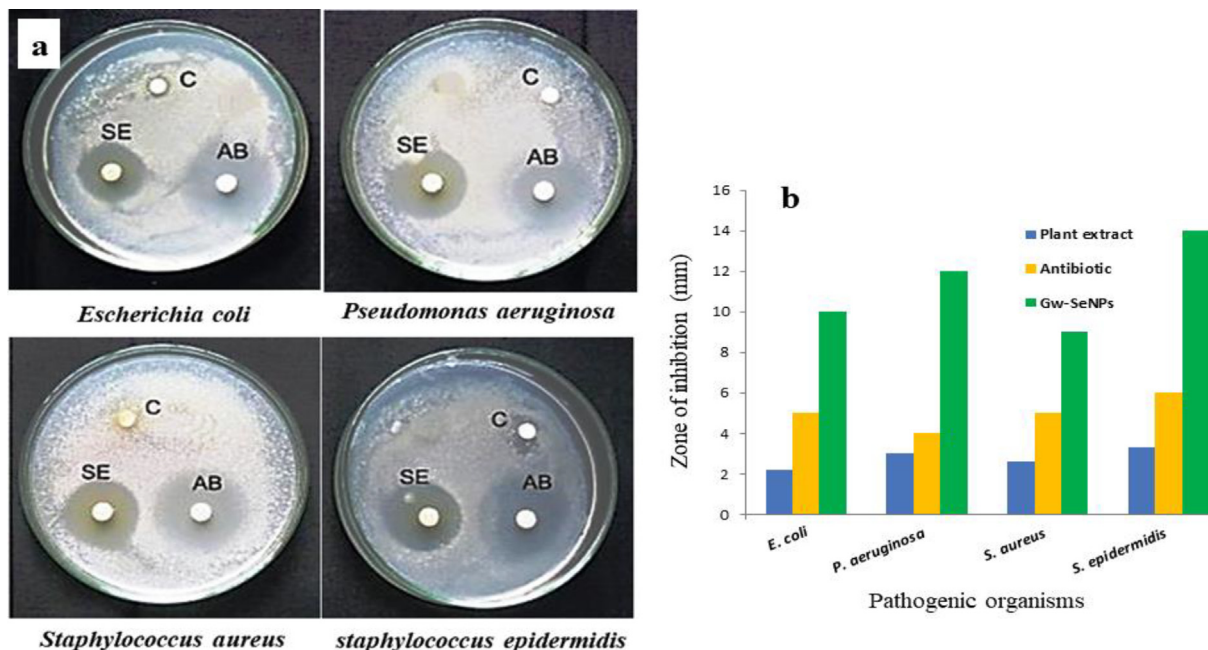 a
C
SE
AB
Escherichia coli
C
SE
AB
Pseudomonas aeruginosa
C
SE
AB
Staphylococcus aureus
C
SE
AB
staphylococcus epidermidis
b
Zone of inhibition (mm)
16
14
12
10
8
6
4
2
0
Plant extract
Antibiotic
Gw-SeNPs
E. coli
P. aeruginosa
S. aureus
S. epidermidis
Pathogenic organisms